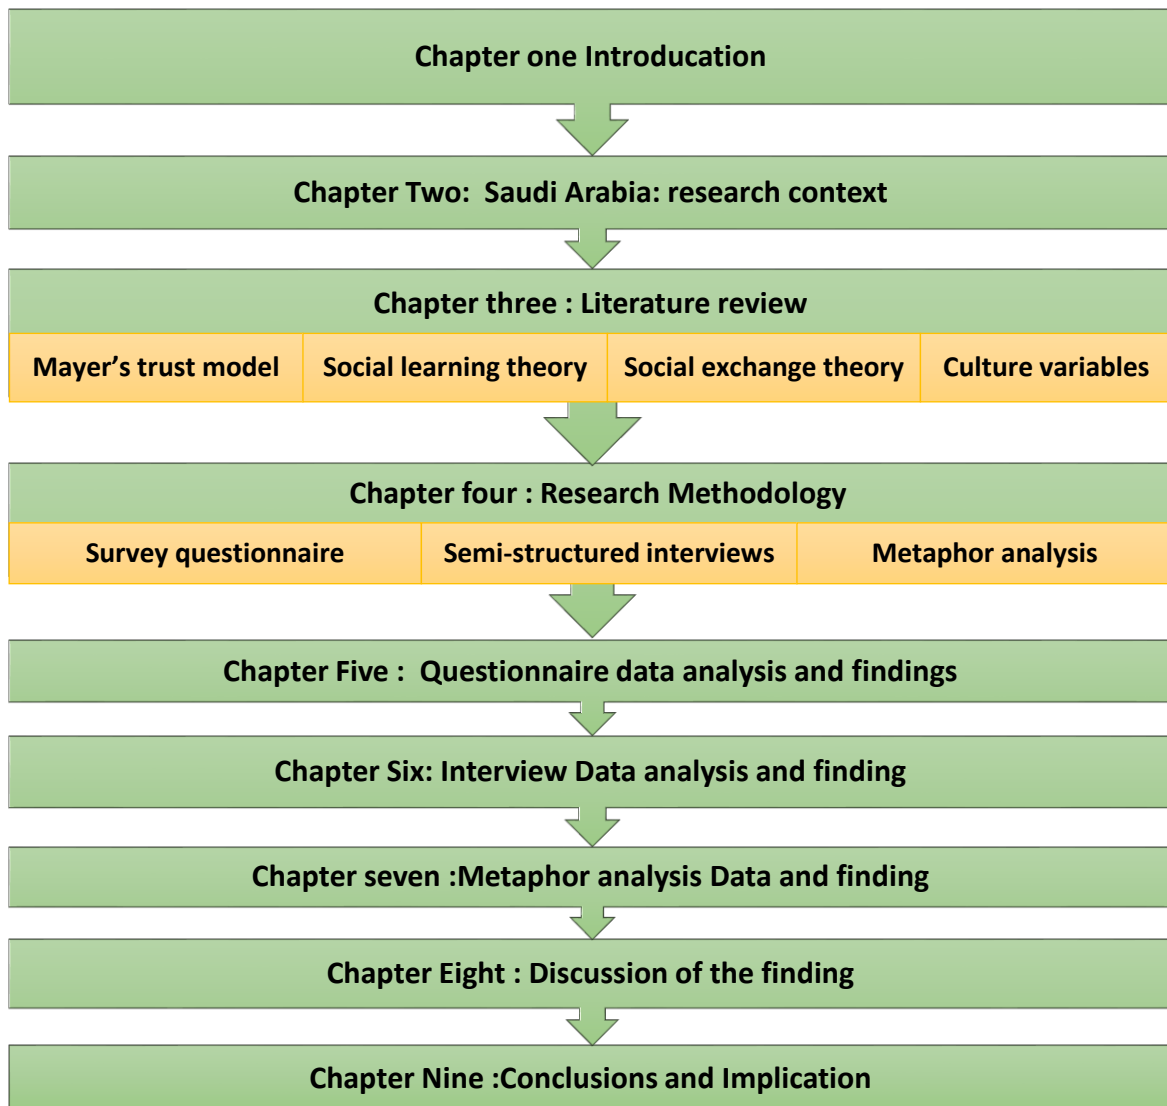 Chapter one Introducation
Chapter Two:  Saudi Arabia: research context
Chapter three : Literature review
Mayer’s trust model
Social learning theory
Social exchange theory
Culture variables
Chapter four : Research Methodology
Survey questionnaire
Semi-structured interviews
Metaphor analysis
Chapter Five :  Questionnaire data analysis and findings
Chapter Six: Interview Data analysis and finding
Chapter seven :Metaphor analysis Data and finding
Chapter Eight : Discussion of the finding
Chapter Nine :Conclusions and Implication